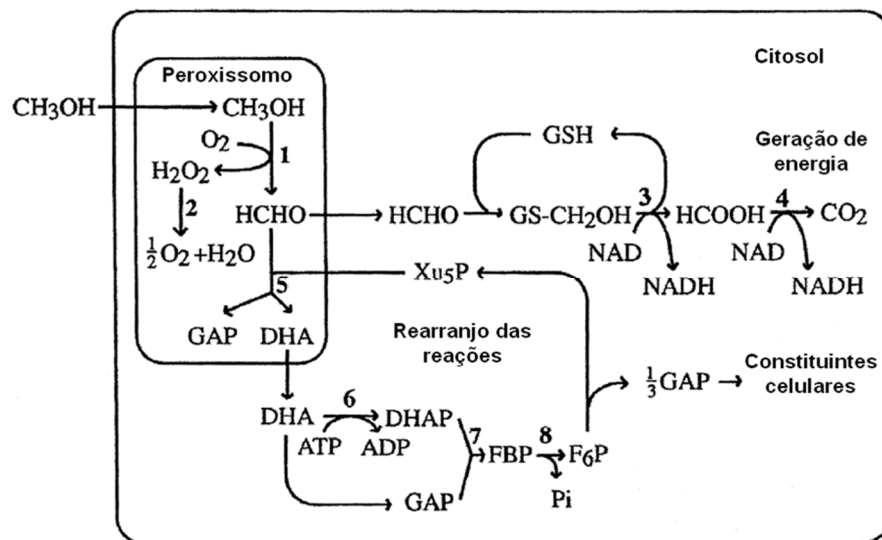 Citosol
Peroxissomo
CH3OH
CH3OH
O2
1
H2O2
2
HCHO
½O2+H2O
5
GAP
DHA
HCHO
GSH
GS-CH2OH
3
HCOOH
4
CO2
NAD
NADH
NAD
NADH
Geração de
energia
Xu5P
Rearranjo das
reações
DHA
6
DHAP
ATP
ADP
7
FBP
8
F6P
Pi
GAP
⅓GAP
Constituintes
celulares